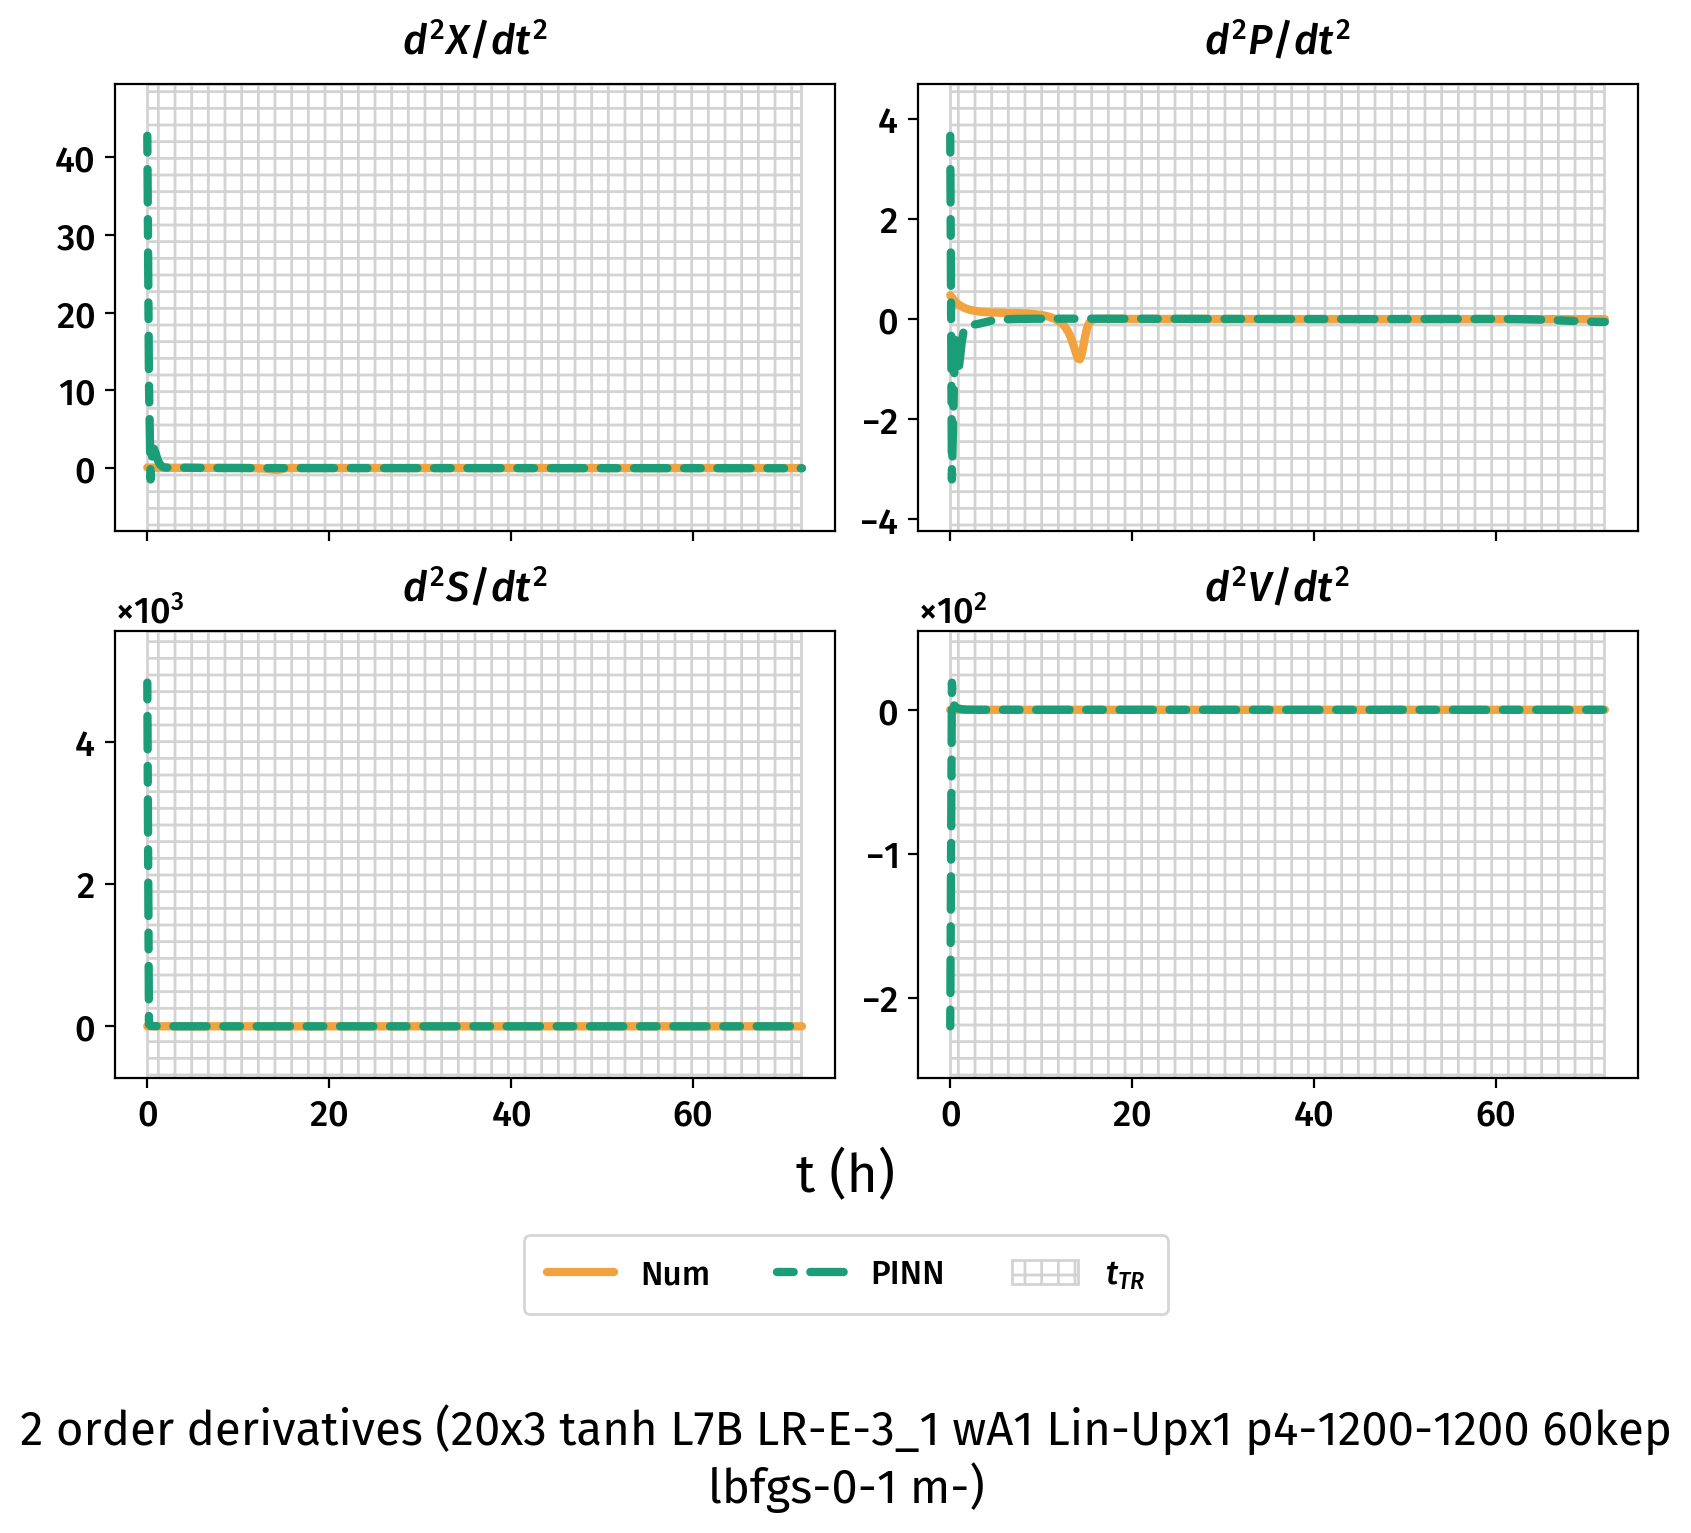 d²X/dt²
d²P/dt²
40
30
20
10
0
4
2
0
−2
−4
d²S/dt²
d²V/dt²
×10³
×10²
4
2
0
0
−1
−2
0 20 40 60
0 20 40 60
t (h)
Num PINN t_TR
2 order derivatives (20x3 tanh L7B LR-E-3_1 wA1 Lin-Upx1 p4-1200-1200 60kep
lbfgs-0-1 m-)